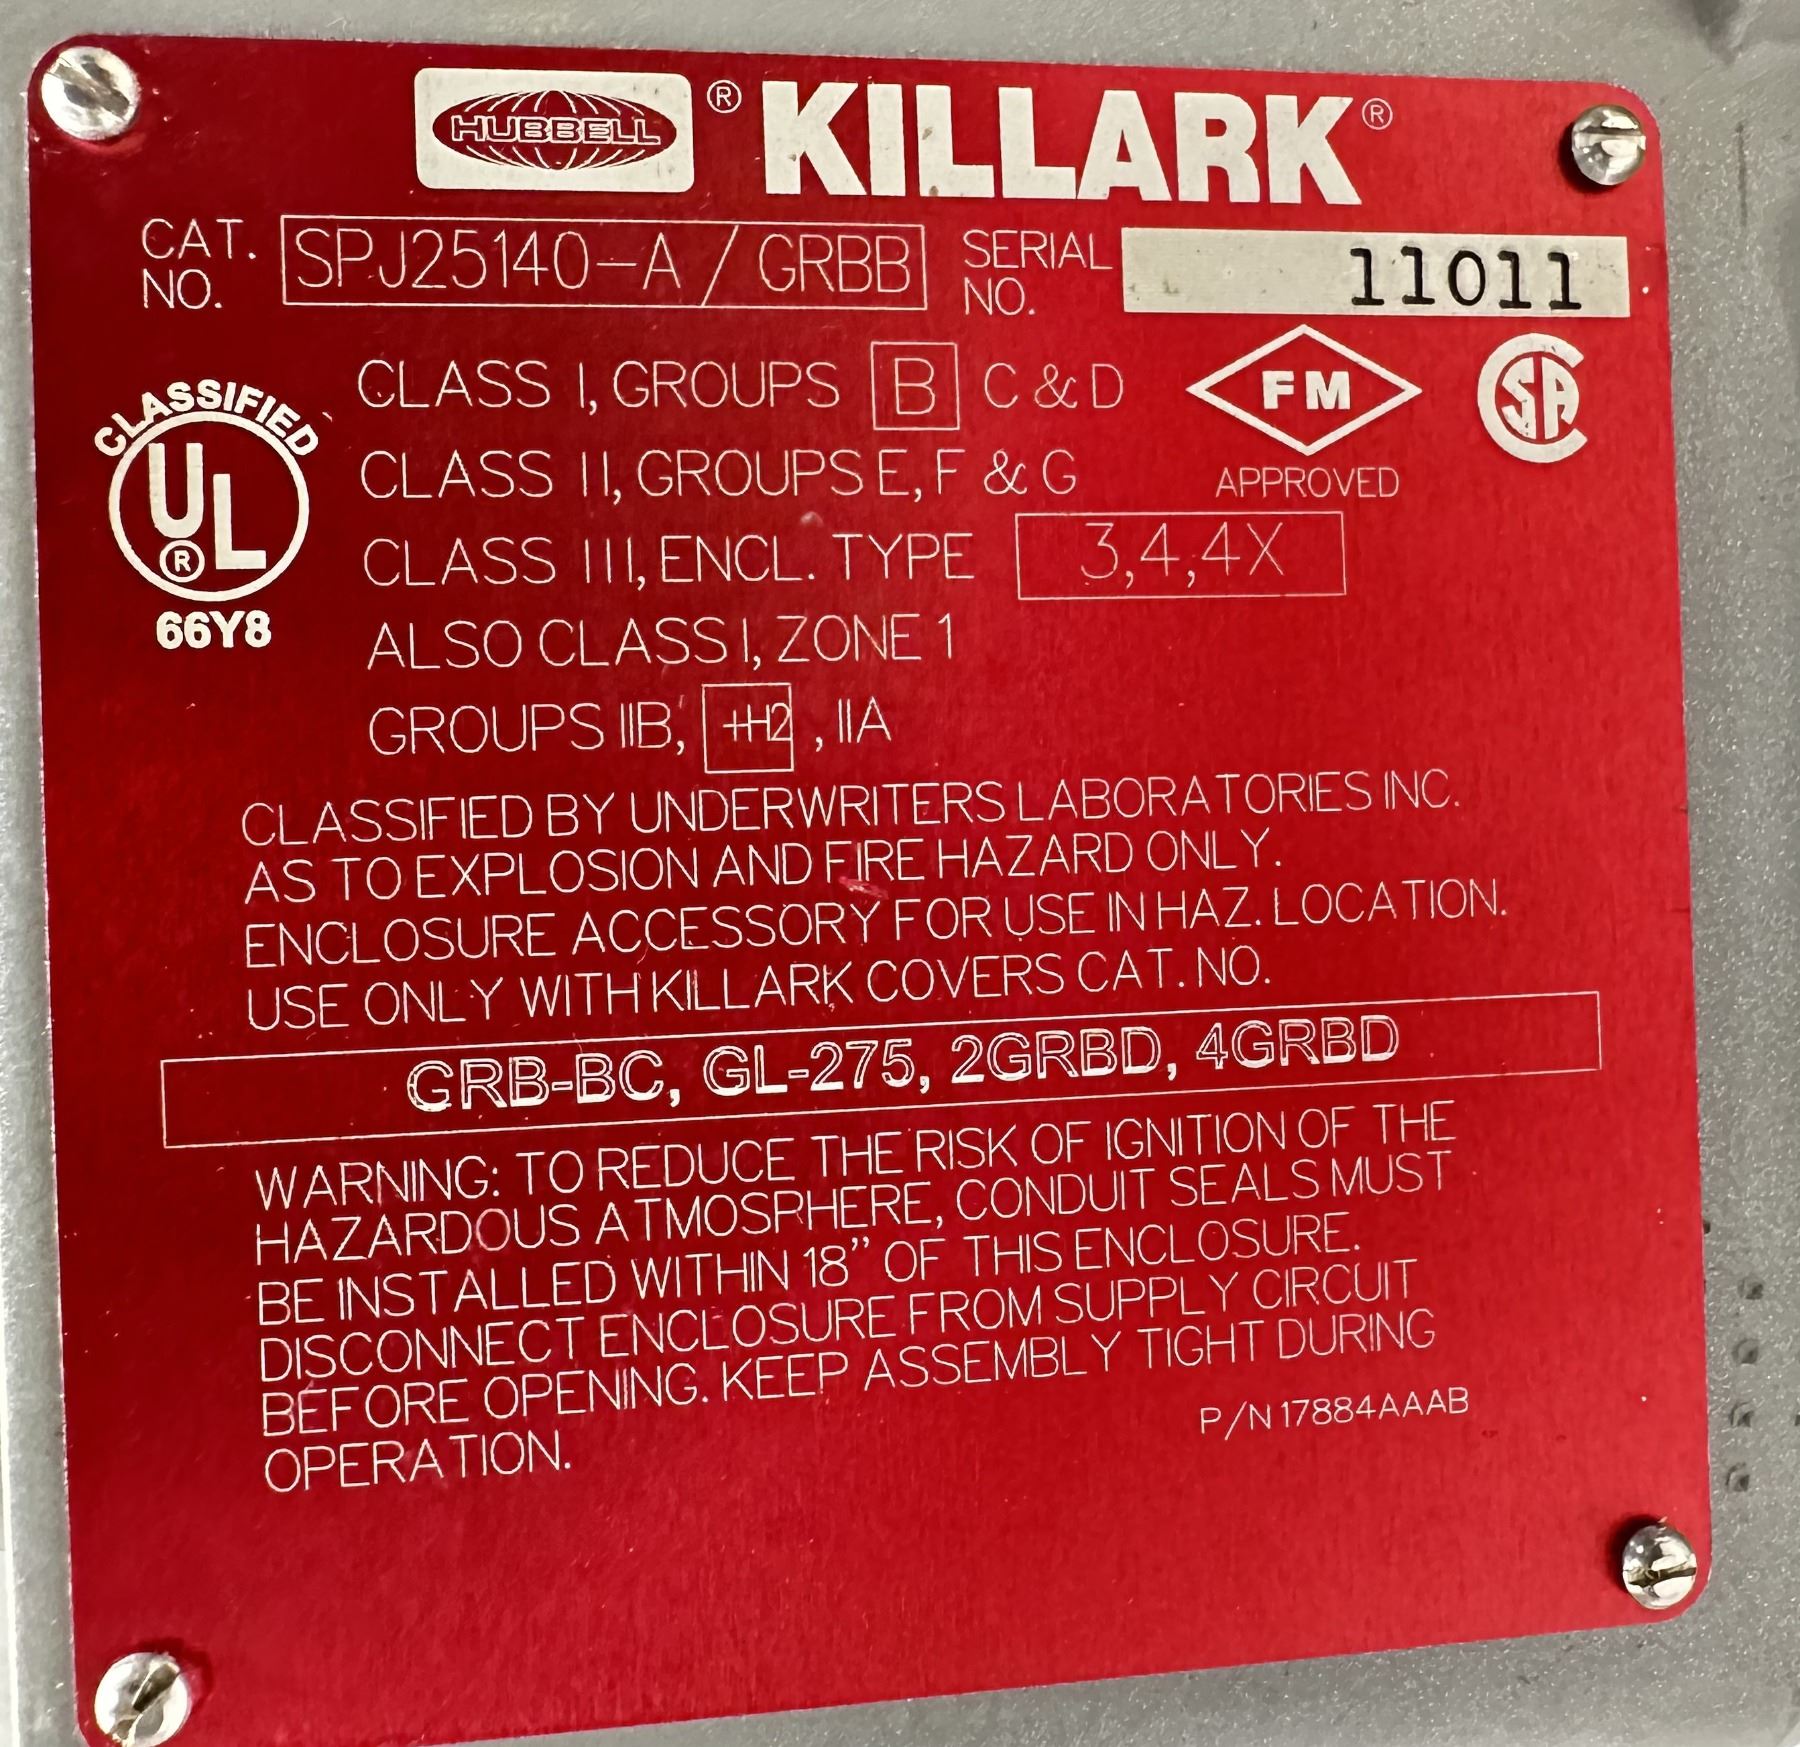 HUBBELL ® KILLARK ®
CAT. NO. SPJ25140-A / GRBB SERIAL NO. 11011
CLASS I, GROUPS B C & D
CLASS II, GROUPS E, F & G
CLASS III, ENCL. TYPE 3,4,4X
ALSO CLASS I, ZONE 1
GROUPS IIB, +H2 , IIA
CLASSIFIED
UL ®
66Y8
FM
APPROVED
CSA
CLASSIFIED BY UNDERWRITERS LABORATORIES INC.
AS TO EXPLOSION AND FIRE HAZARD ONLY.
ENCLOSURE ACCESSORY FOR USE IN HAZ. LOCATION.
USE ONLY WITH KILLARK COVERS CAT. NO.
GRB-BC, GL-275, 2GRBD, 4GRBD
WARNING: TO REDUCE THE RISK OF IGNITION OF THE
HAZARDOUS ATMOSPHERE, CONDUIT SEALS MUST
BE INSTALLED WITHIN 18" OF THIS ENCLOSURE.
DISCONNECT ENCLOSURE FROM SUPPLY CIRCUIT
BEFORE OPENING. KEEP ASSEMBLY TIGHT DURING
OPERATION.
P/N 17884AAAB